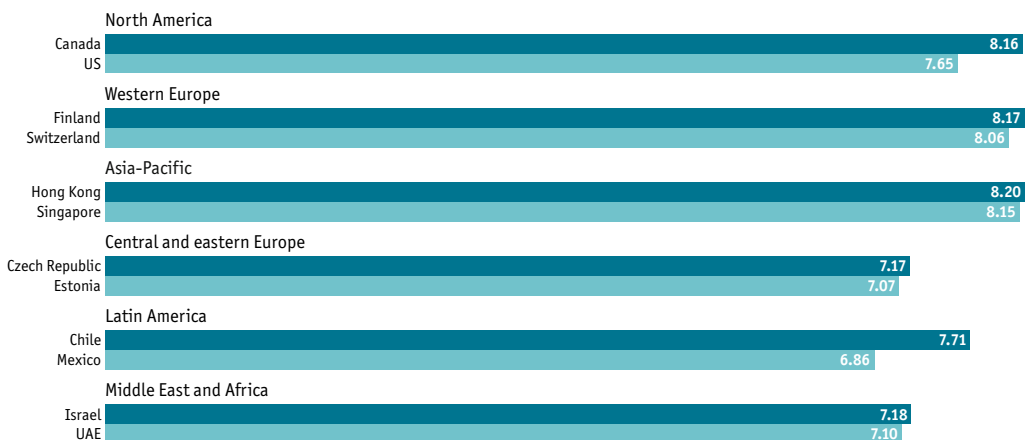 North America
Canada 8.16
US 7.65
Western Europe
Finland 8.17
Switzerland 8.06
Asia-Pacific
Hong Kong 8.20
Singapore 8.15
Central and eastern Europe
Czech Republic 7.17
Estonia 7.07
Latin America
Chile 7.71
Mexico 6.86
Middle East and Africa
Israel 7.18
UAE 7.10